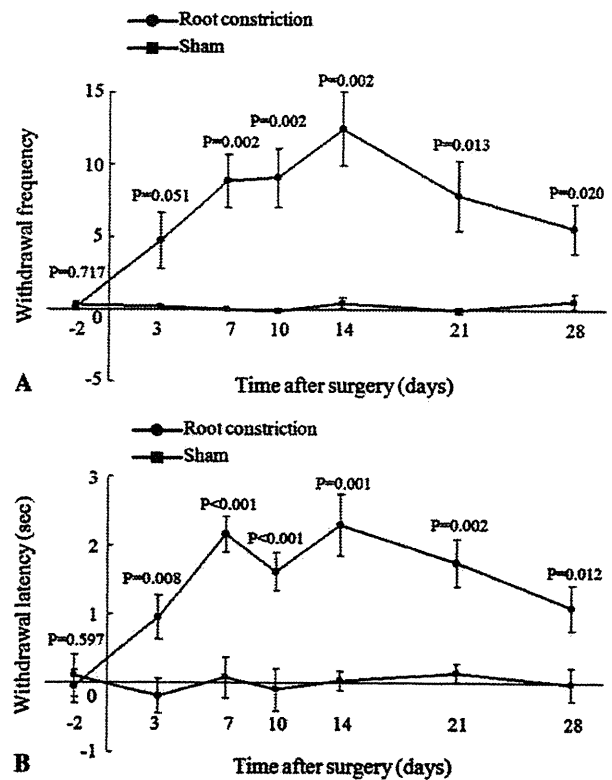 Root constriction
Sham
15
P=0.002
P=0.002
P=0.002
P=0.013
10
P=0.051
P=0.020
5
P=0.717
0
-2 3 7 10 14 21 28
-5
Withdrawal frequency
A Time after surgery (days)
Root constriction
Sham
3
P=0.001
P<0.001
P<0.001
P=0.002
2
P=0.008
P=0.012
1
P=0.597
0
-2 3 7 10 14 21 28
-1
Withdrawal latency (sec)
B Time after surgery (days)